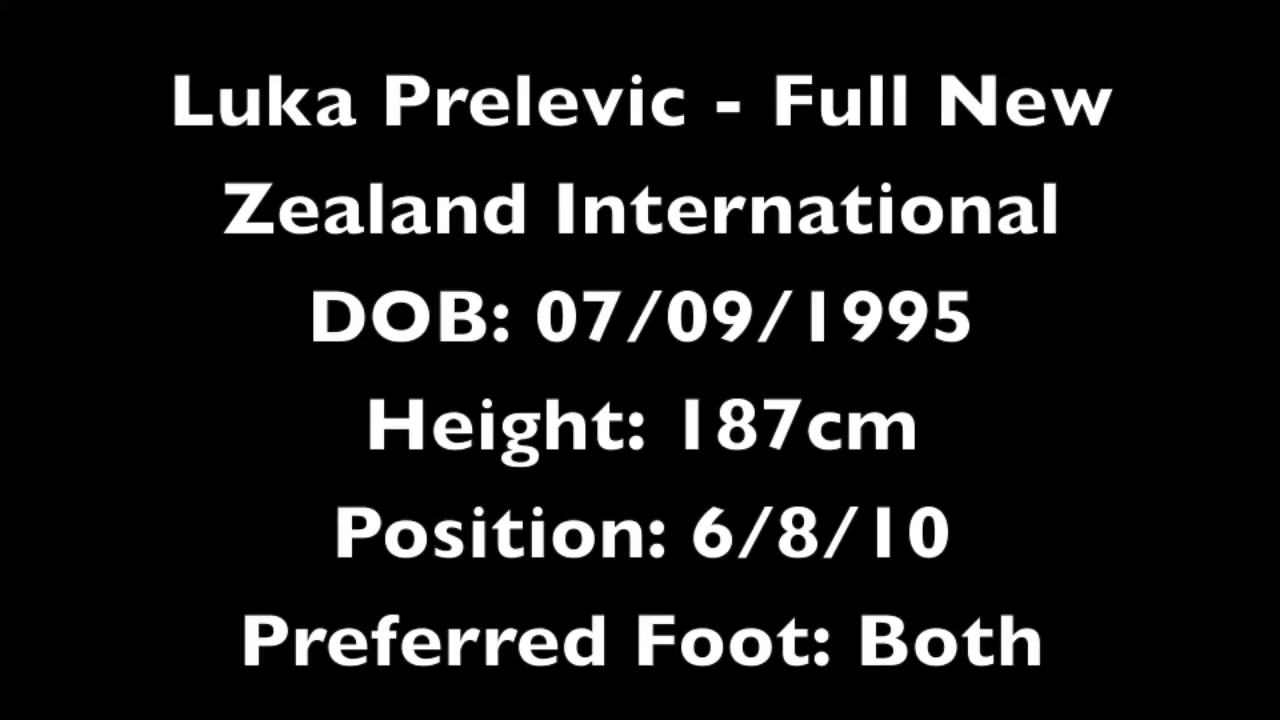 Luka Prelevic - Full New
Zealand International
DOB: 07/09/1995
Height: 187cm
Position: 6/8/10
Preferred Foot: Both